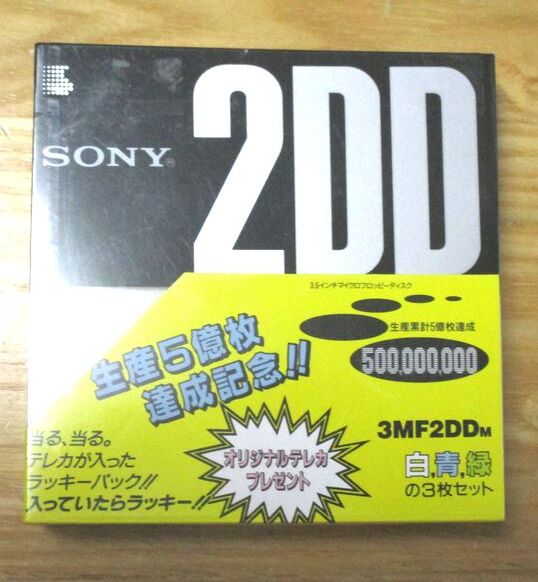 SONY®
2DD
3.5インチマイクロフロッピーディスク
生産累計5億枚達成
500,000,000
生産5億枚
達成記念!!
当る、当る。
テレカが入った
ラッキーパック!!
入っていたらラッキー!!
オリジナルテレカ
プレゼント
3MF2DDM
白,青,緑
の3枚セット